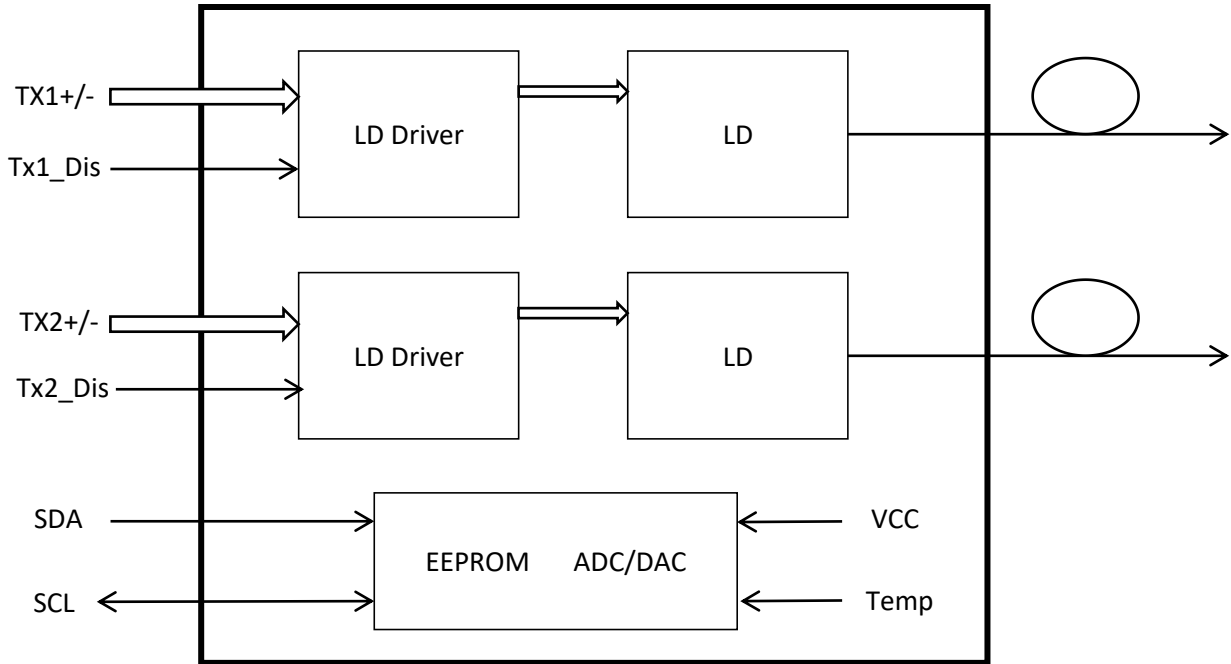 TX1+/-
LD Driver
LD
Tx1_Dis
TX2+/-
LD Driver
LD
Tx2_Dis
SDA
VCC
EEPROM ADC/DAC
SCL
Temp